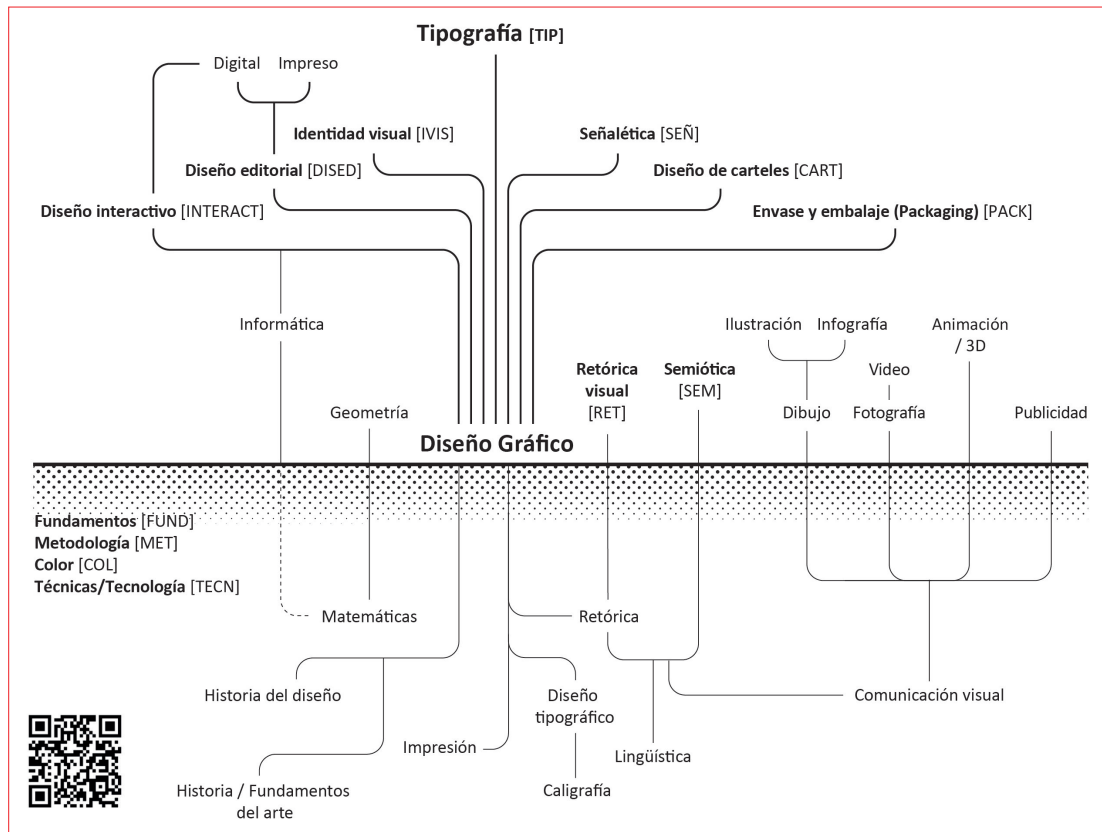 Tipografía [TIP]
Digital Impreso
Identidad visual [IVIS]
Señalética [SEÑ]
Diseño editorial [DISED]
Diseño de carteles [CART]
Diseño interactivo [INTERACT]
Envase y embalaje (Packaging) [PACK]
Informática
Ilustración Infografía
Animación
/ 3D
Retórica
visual
[RET]
Semiótica
[SEM]
Video
Geometría
Dibujo
Fotografía
Publicidad
Diseño Gráfico
Fundamentos [FUND]
Metodología [MET]
Color [COL]
Técnicas/Tecnología [TECN]
Matemáticas
Retórica
Historia del diseño
Diseño
tipográfico
Comunicación visual
Impresión
Lingüística
Historia / Fundamentos
del arte
Caligrafía